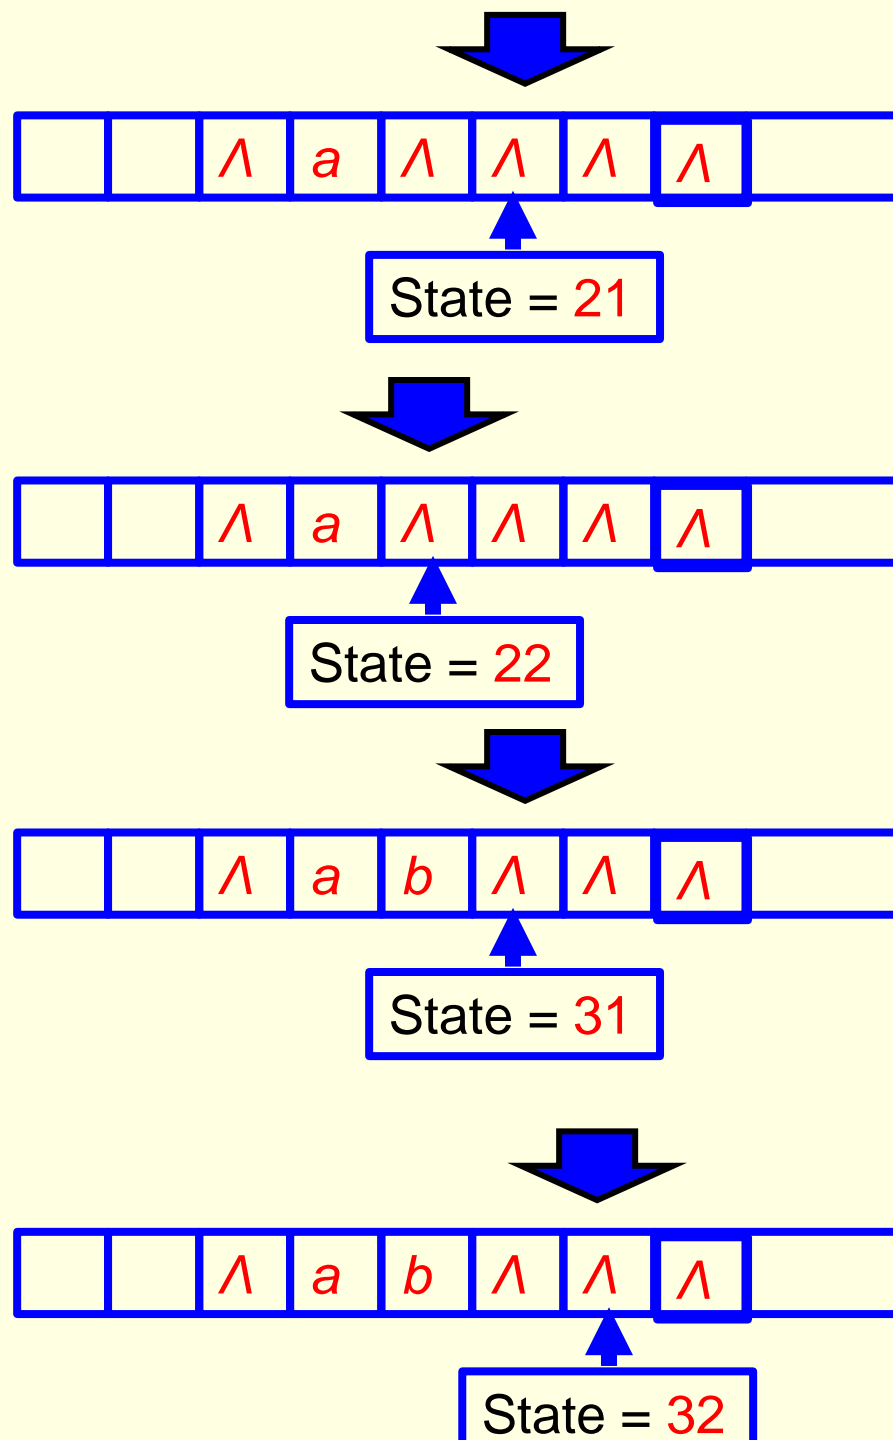 Λ a Λ Λ Λ Λ
State = 21
Λ a Λ Λ Λ Λ
State = 22
Λ a b Λ Λ Λ
State = 31
Λ a b Λ Λ Λ
State = 32